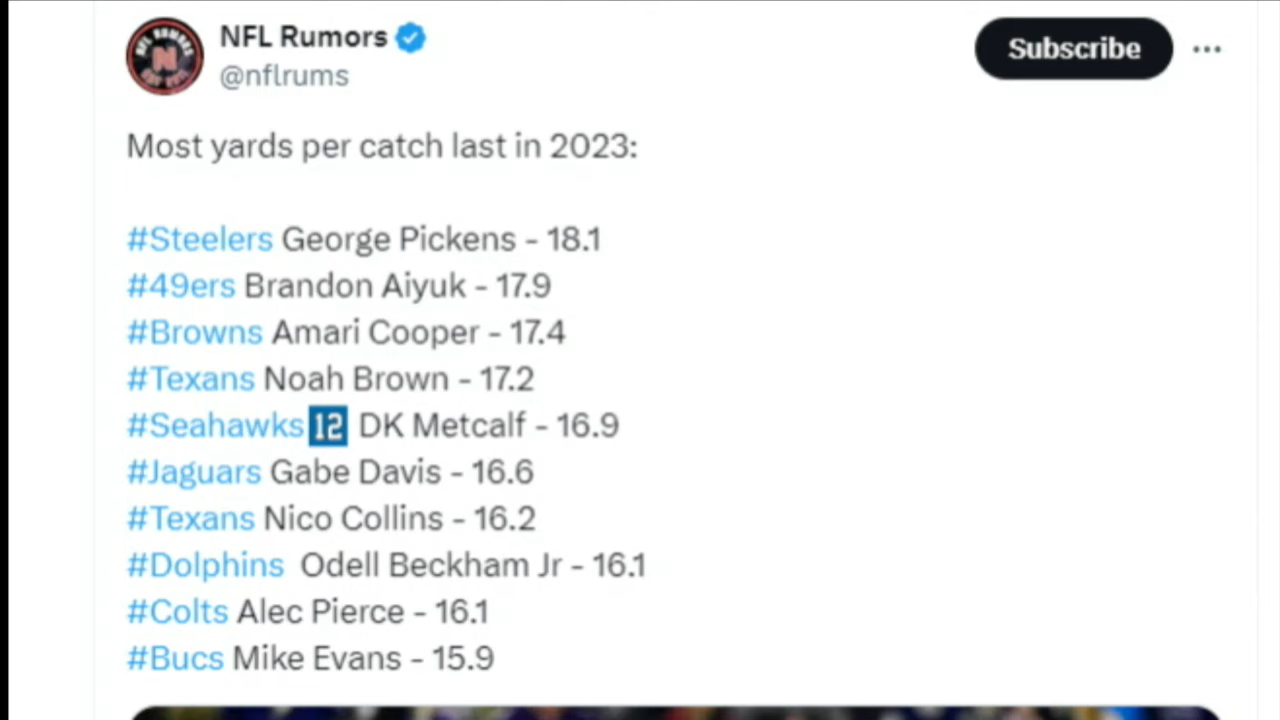 NFL Rumors
@nflrums
Subscribe
Most yards per catch last in 2023:
#Steelers George Pickens - 18.1
#49ers Brandon Aiyuk - 17.9
#Browns Amari Cooper - 17.4
#Texans Noah Brown - 17.2
#Seahawks 12 DK Metcalf - 16.9
#Jaguars Gabe Davis - 16.6
#Texans Nico Collins - 16.2
#Dolphins Odell Beckham Jr - 16.1
#Colts Alec Pierce - 16.1
#Bucs Mike Evans - 15.9